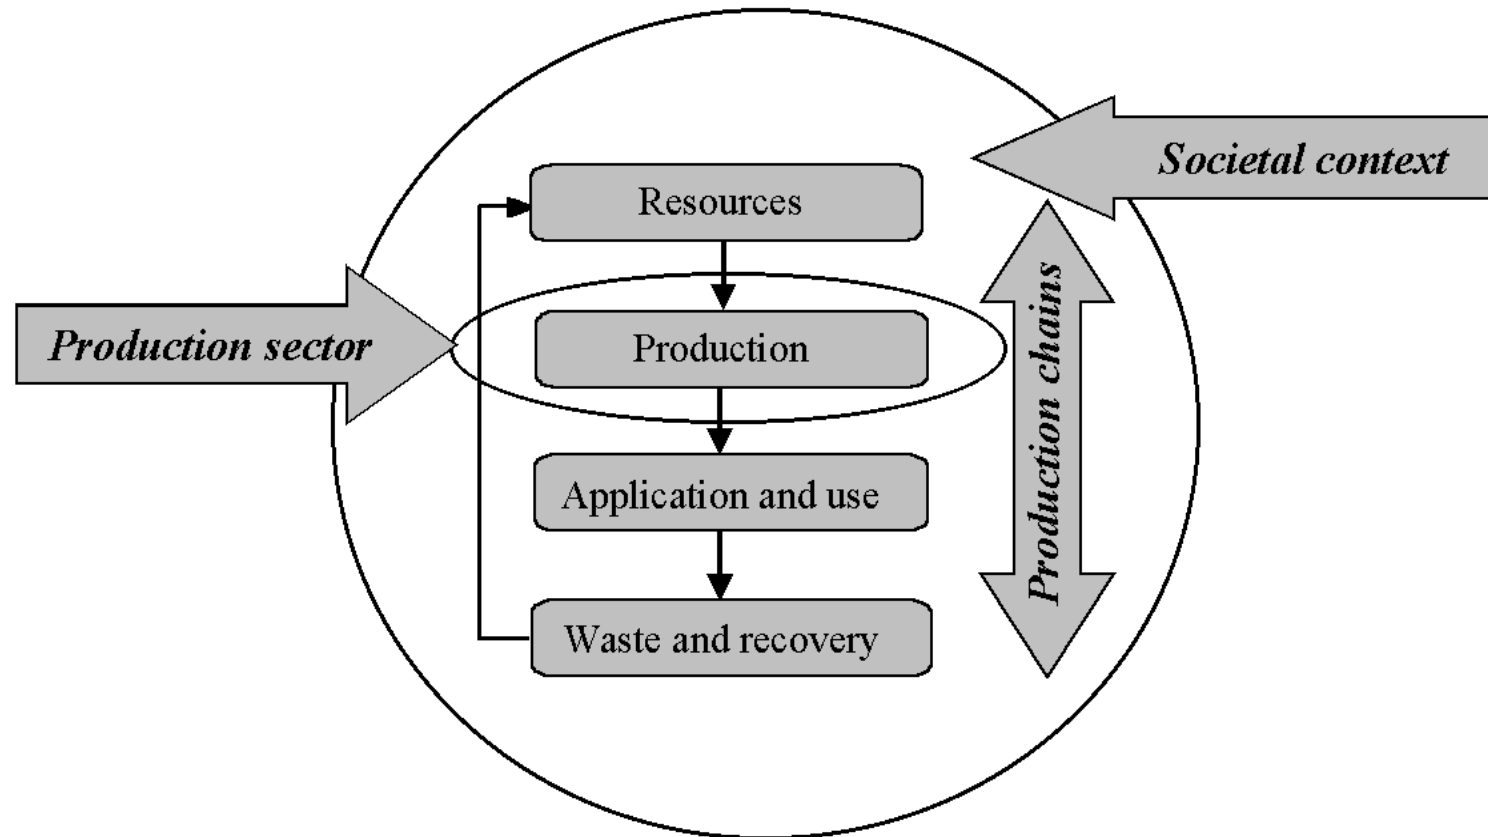 Societal context
Resources
Production sector
Production
Production chains
Application and use
Waste and recovery